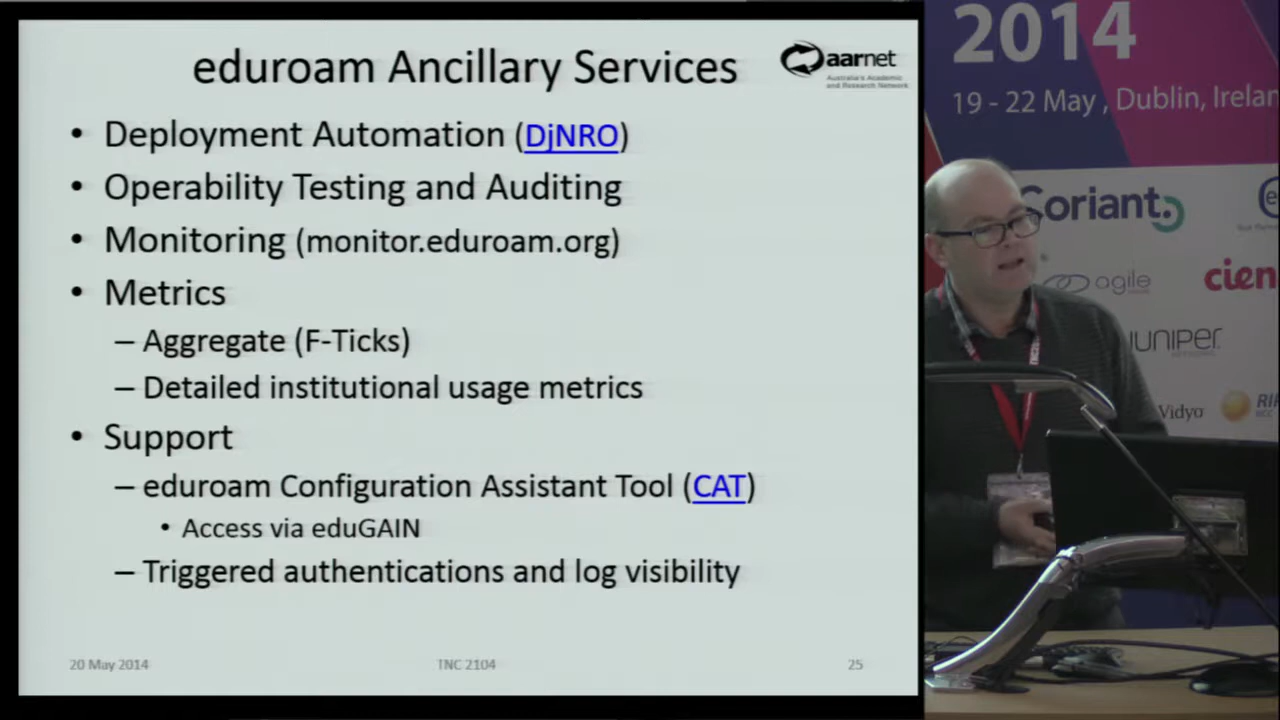 eduroam Ancillary Services
aarnet
Australia's Academic
and Research Network
• Deployment Automation (DjNRO)
• Operability Testing and Auditing
• Monitoring (monitor.eduroam.org)
• Metrics
– Aggregate (F-Ticks)
– Detailed institutional usage metrics
• Support
– eduroam Configuration Assistant Tool (CAT)
• Access via eduGAIN
– Triggered authentications and log visibility
20 May 2014
TNC 2104
25
2014
19 - 22 May , Dublin, Irelan
Coriant.
agile
cien
JUNIPER
Vidyo
RIP
NCC